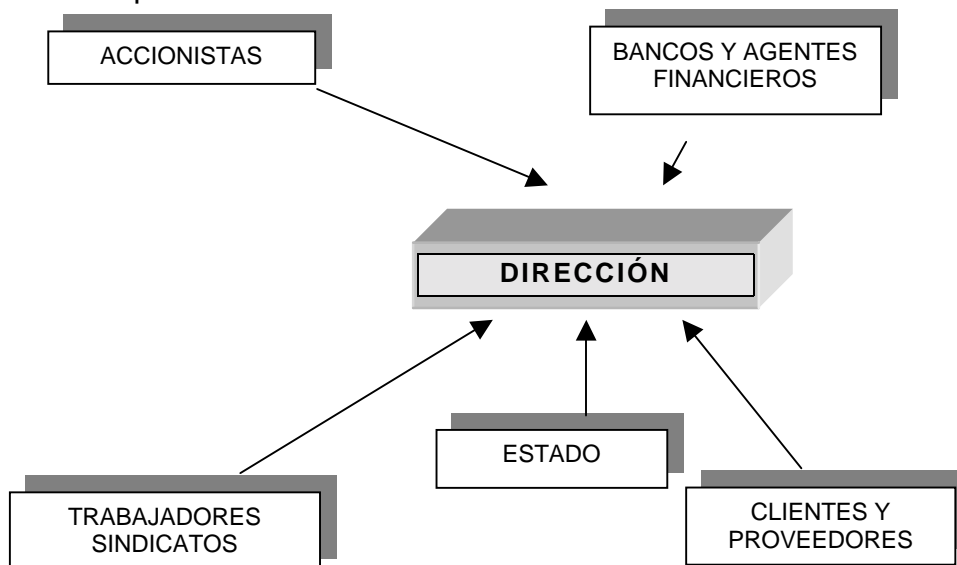 ACCIONISTAS
BANCOS Y AGENTES
FINANCIEROS
DIRECCIÓN
ESTADO
TRABAJADORES
SINDICATOS
CLIENTES Y
PROVEEDORES